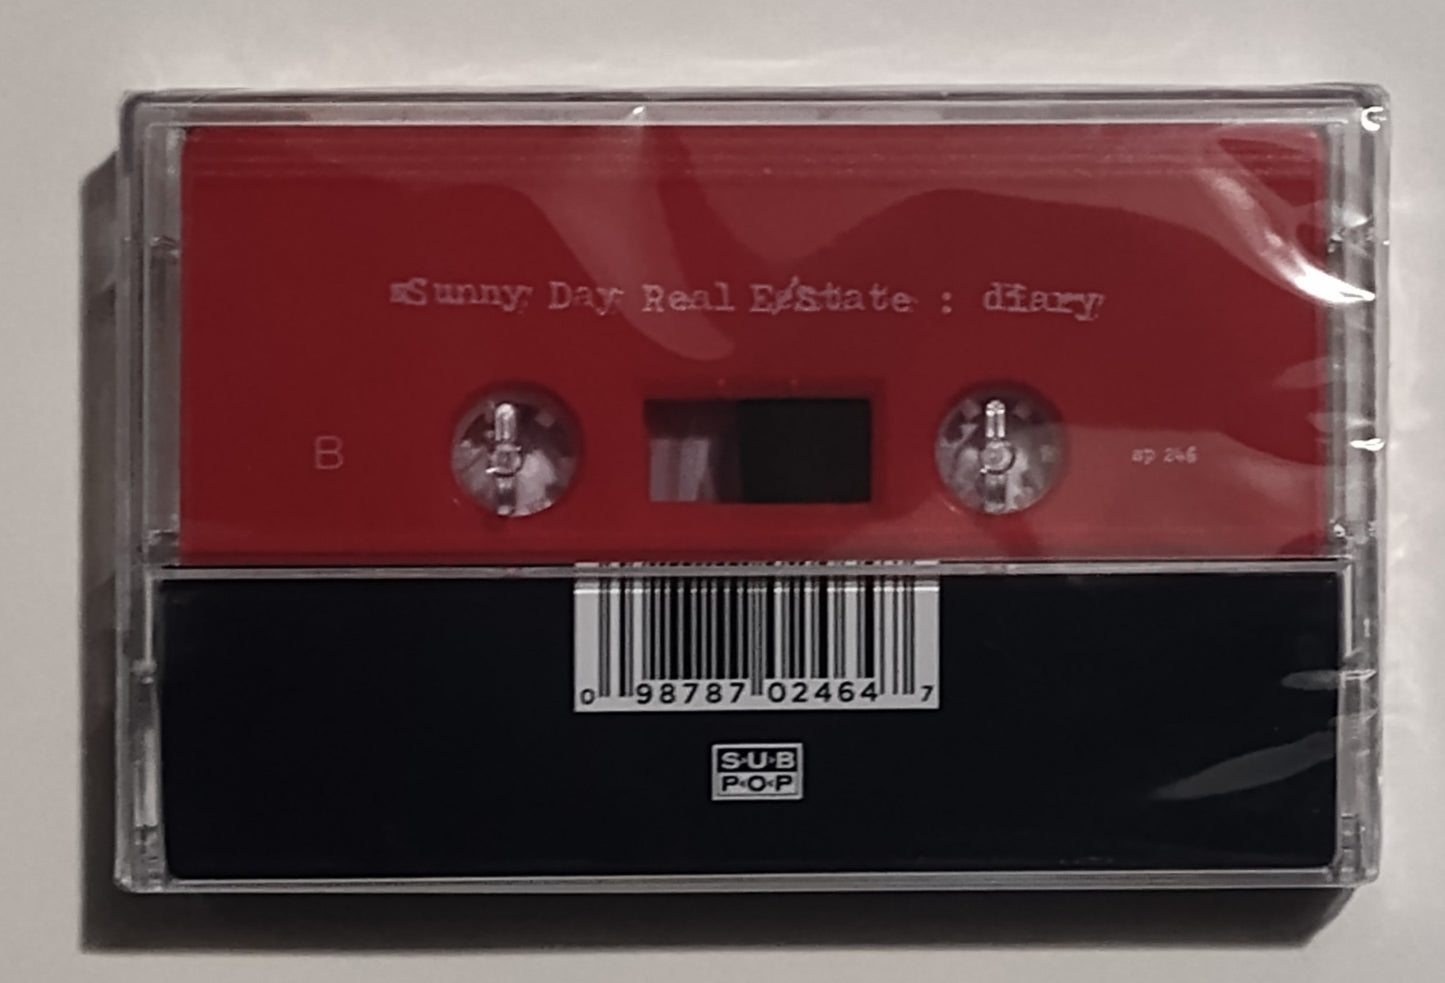 Sunny Day Real Estate : diary
B
sp 246
0 98787 02464 7
SUB
POP